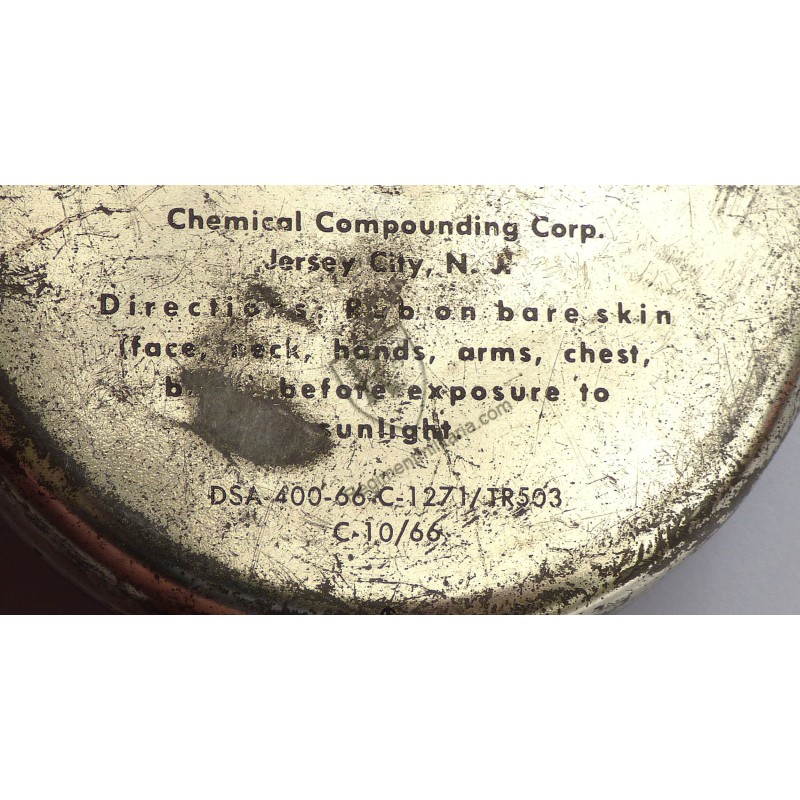 Chemical Compounding Corp.
Jersey City, N. J.
Directions: Rub on bare skin
(face, neck, hands, arms, chest,
before exposure to
sunlight
DSA 400-66-C-1271/TR503
C-10/66